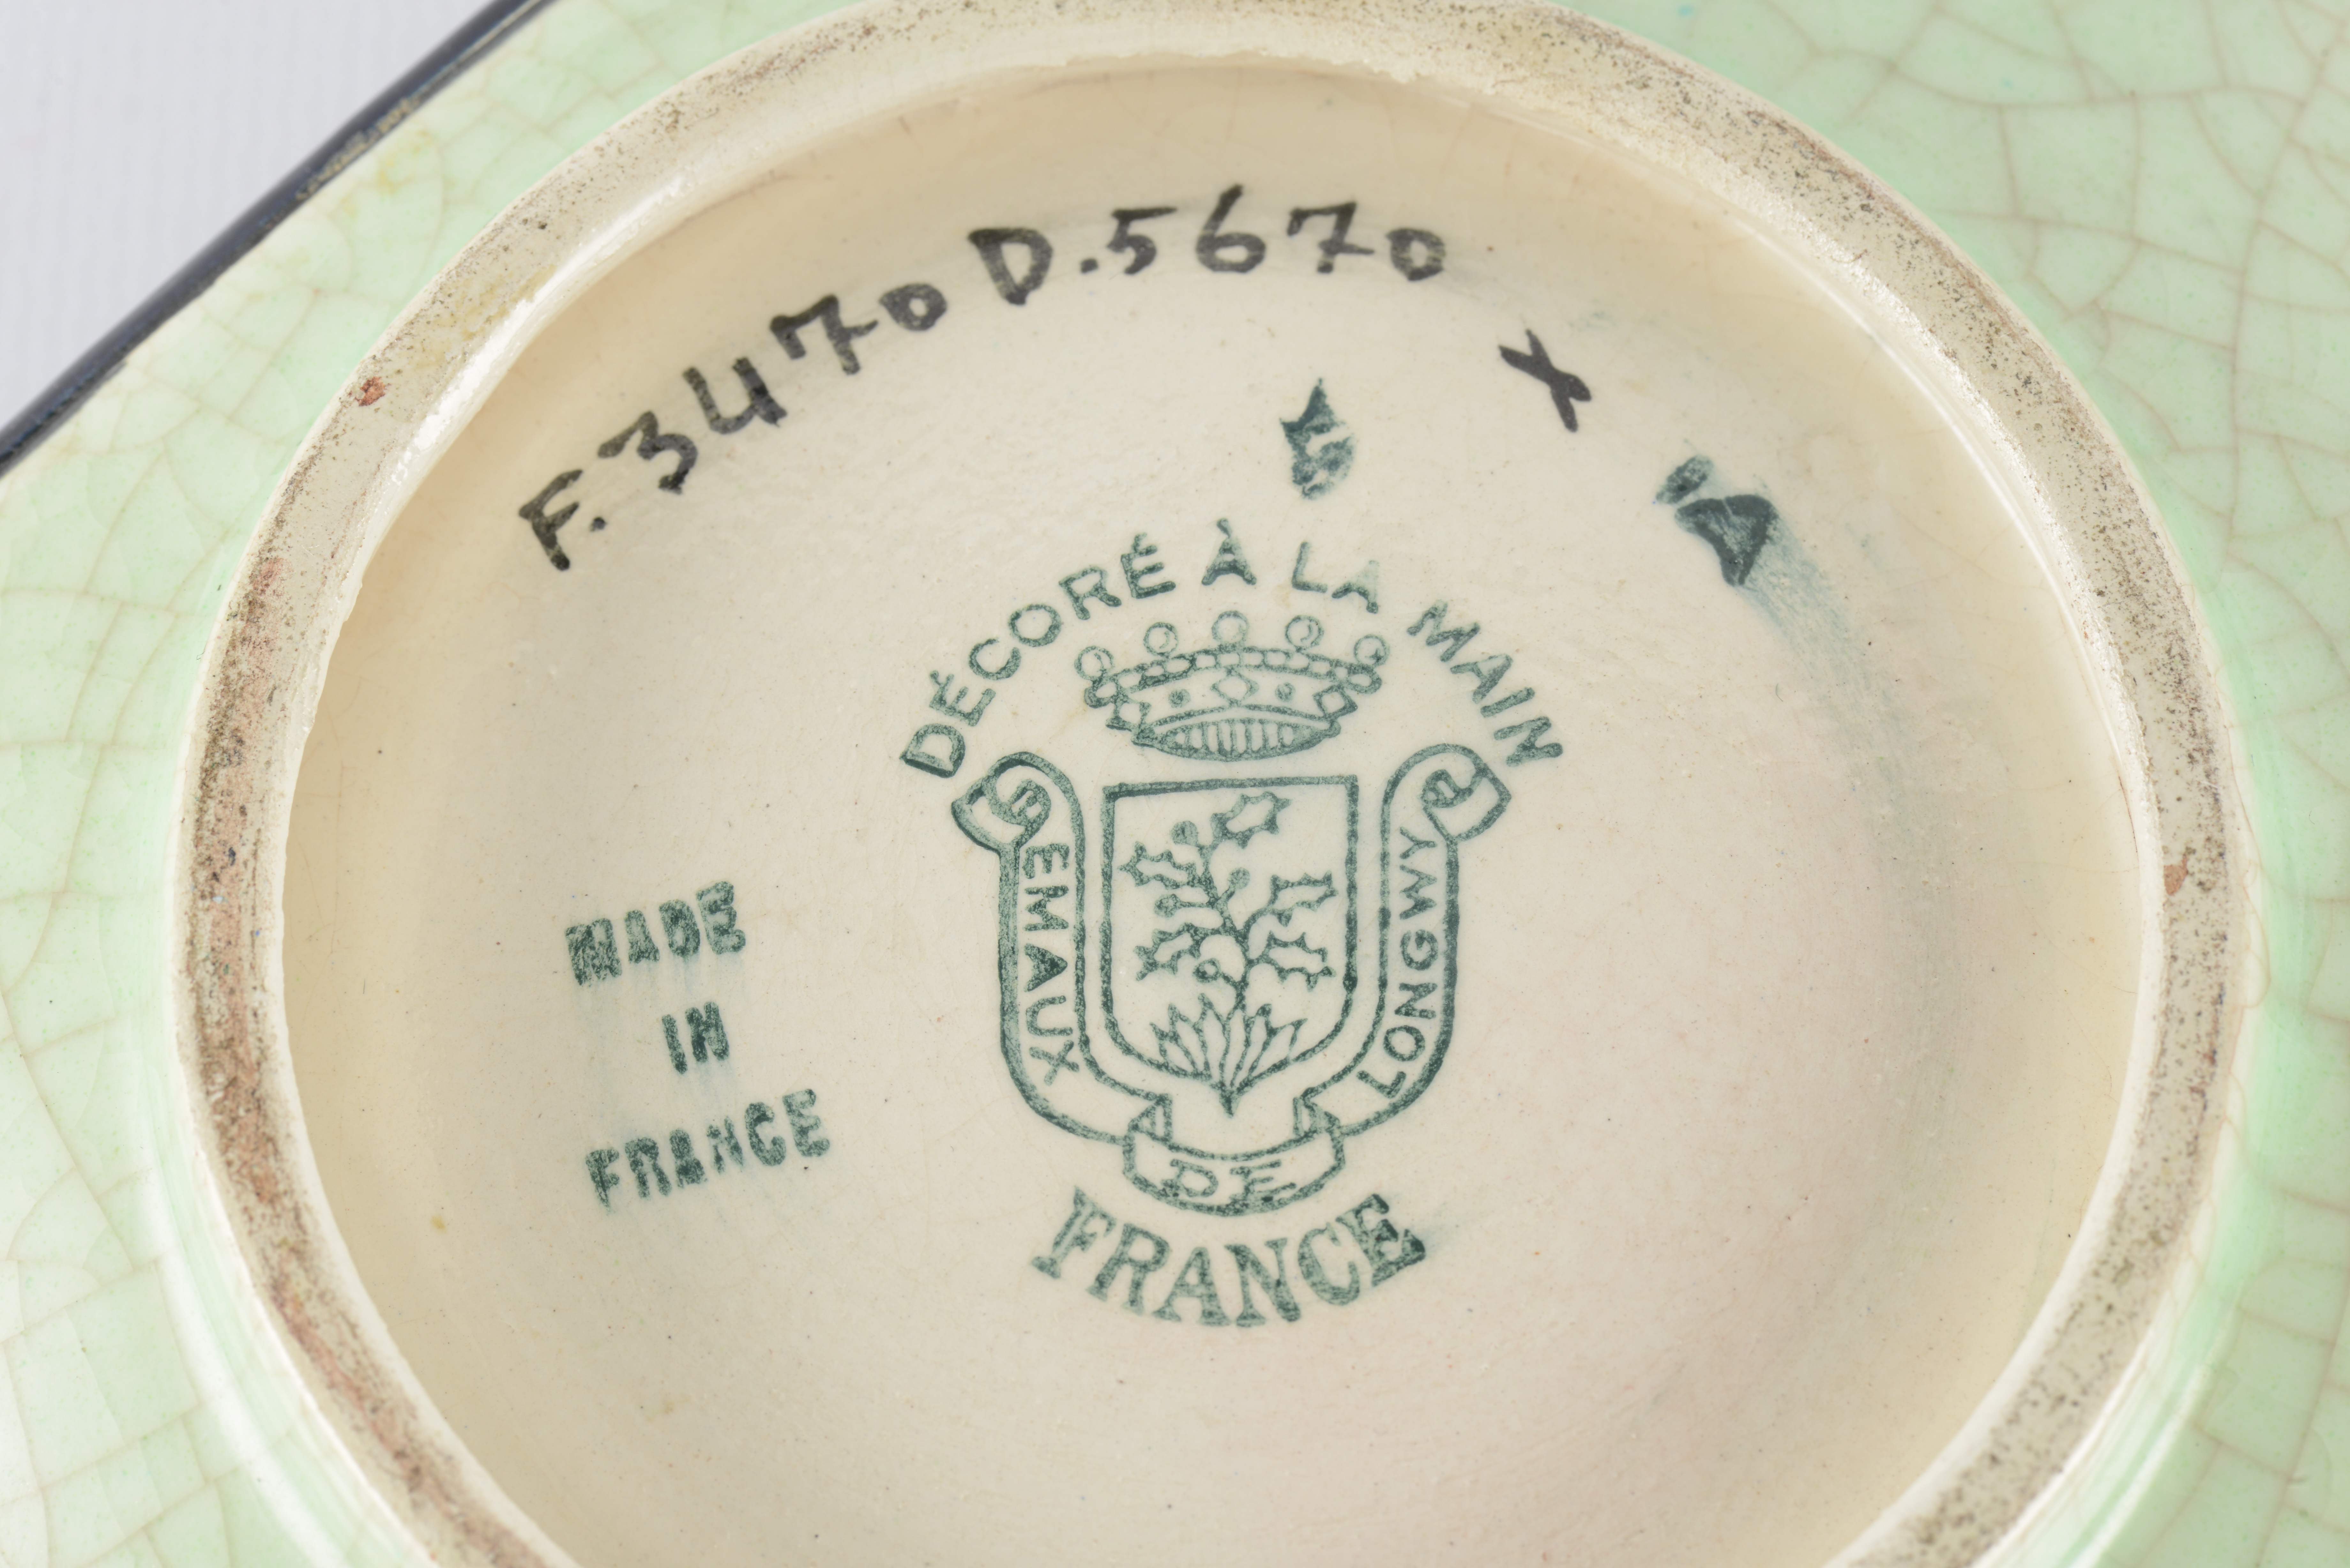 F. 3470 D. 5670
X
DÉCORÉ À LA MAIN
EMAUX
DE
LONGWY
FRANCE
MADE
IN
FRANCE